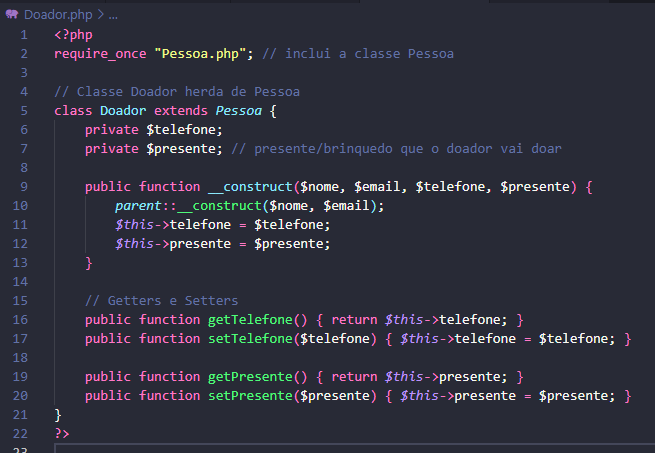 Doador.php > ...
1 <?php
2 require_once "Pessoa.php"; // inclui a classe Pessoa
3
4 // Classe Doador herda de Pessoa
5 class Doador extends Pessoa {
6     private $telefone;
7     private $presente; // presente/brinquedo que o doador vai doar
8
9     public function __construct($nome, $email, $telefone, $presente) {
10         parent::__construct($nome, $email);
11         $this->telefone = $telefone;
12         $this->presente = $presente;
13     }
14
15     // Getters e Setters
16     public function getTelefone() { return $this->telefone; }
17     public function setTelefone($telefone) { $this->telefone = $telefone; }
18
19     public function getPresente() { return $this->presente; }
20     public function setPresente($presente) { $this->presente = $presente; }
21 }
22 ?>
23